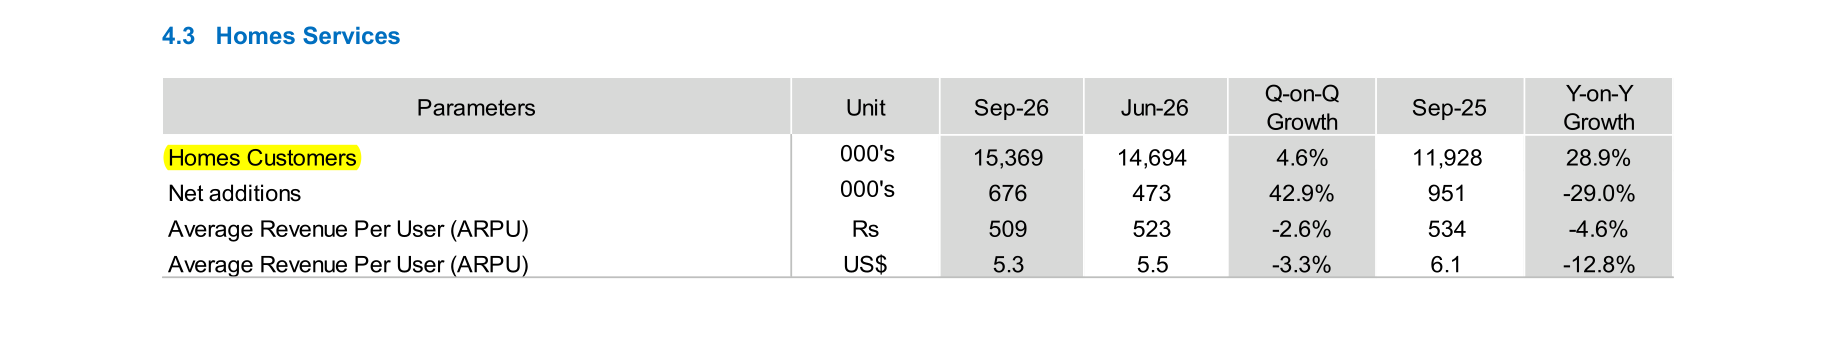 4.3 Homes Services
Parameters Unit Sep-26 Jun-26 Q-on-Q Growth Sep-25 Y-on-Y Growth
Homes Customers 000's 15,369 14,694 4.6% 11,928 28.9%
Net additions 000's 676 473 42.9% 951 -29.0%
Average Revenue Per User (ARPU) Rs 509 523 -2.6% 534 -4.6%
Average Revenue Per User (ARPU) US$ 5.3 5.5 -3.3% 6.1 -12.8%